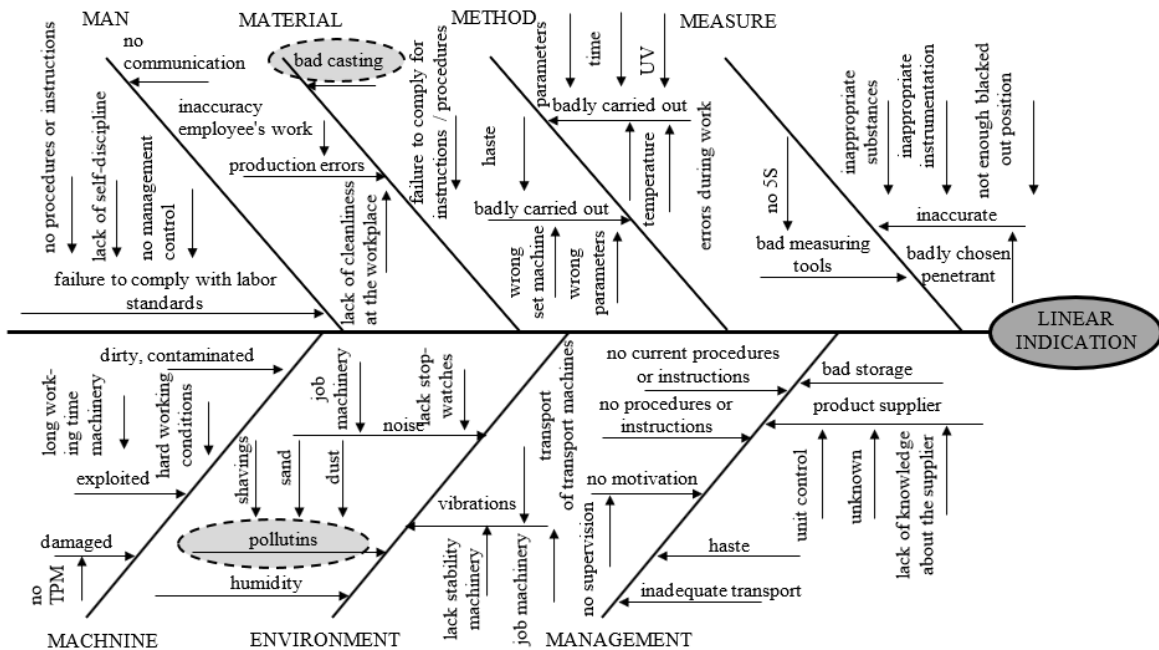 MAN
MATERIAL
METHOD
MEASURE
no
communication
no procedures or instructions
lack of self-discipline
no management
control
failure to comply with labor
standards
bad casting
inaccuracy
employee's work
production errors
lack of cleanliness
at the workplace
failure to comply for
instructions / procedures
haste
badly carried out
wrong
set machine
wrong
parameters
parameters
time
UV
badly carried out
temperature
errors during work
no 5S
bad measuring
tools
inappropriate
substances
inappropriate
instrumentation
not enough blacked
out position
inaccurate
badly chosen
penetrant
LINEAR
INDICATION
dirty, contaminated
long work-
ing time
machinery
hard working
conditions
exploited
damaged
no
TPM
MACHNINE
job
machinery
lack stop-
watches
noise
shavings
sand
dust
pollutins
humidity
transport
of transport machines
vibrations
lack stability
machinery
job machinery
ENVIRONMENT
no current procedures
or instructions
no procedures or
instructions
no motivation
no supervision
bad storage
product supplier
unit control
unknown
lack of knowledge
about the supplier
haste
inadequate transport
MANAGEMENT